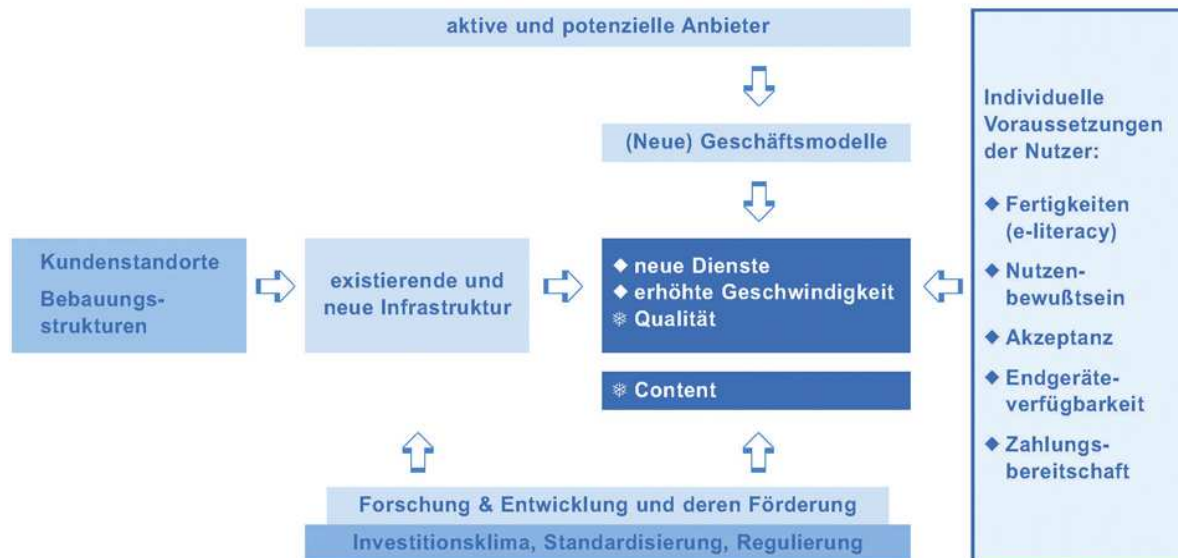 aktive und potenzielle Anbieter
(Neue) Geschäftsmodelle
Kundenstandorte
Bebauungs-
strukturen
existierende und
neue Infrastruktur
◆ neue Dienste
◆ erhöhte Geschwindigkeit
❄ Qualität
❄ Content
Forschung & Entwicklung und deren Förderung
Investitionsklima, Standardisierung, Regulierung
Individuelle
Voraussetzungen
der Nutzer:
◆ Fertigkeiten
(e-literacy)
◆ Nutzen-
bewußtsein
◆ Akzeptanz
◆ Endgeräte-
verfügbarkeit
◆ Zahlungs-
bereitschaft